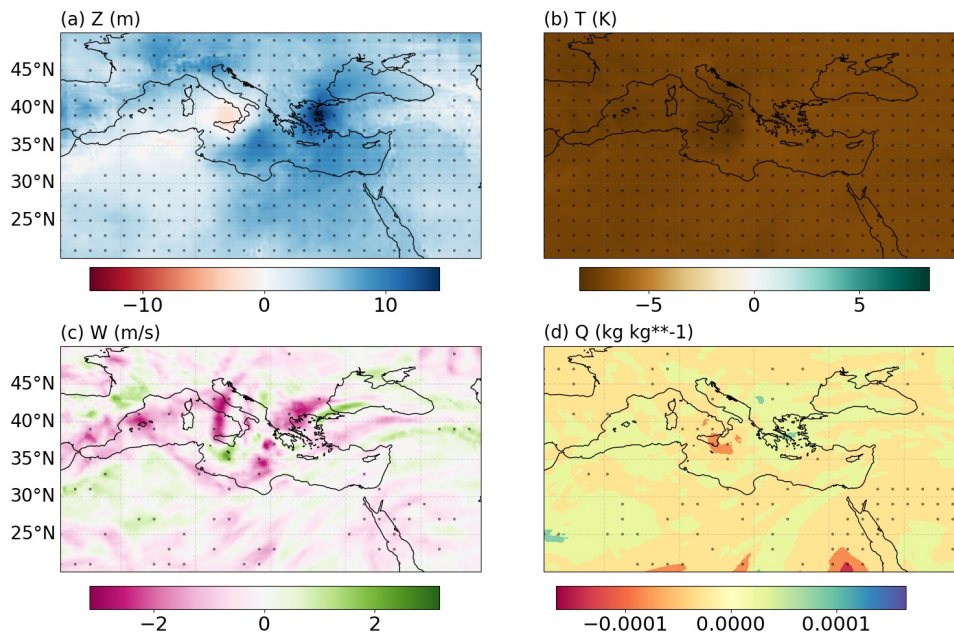 (a) Z (m)
(b) T (K)
45°N
40°N
35°N
30°N
25°N
−10 0 10
−5 0 5
(c) W (m/s)
(d) Q (kg kg**-1)
45°N
40°N
35°N
30°N
25°N
−2 0 2
−0.0001 0.0000 0.0001